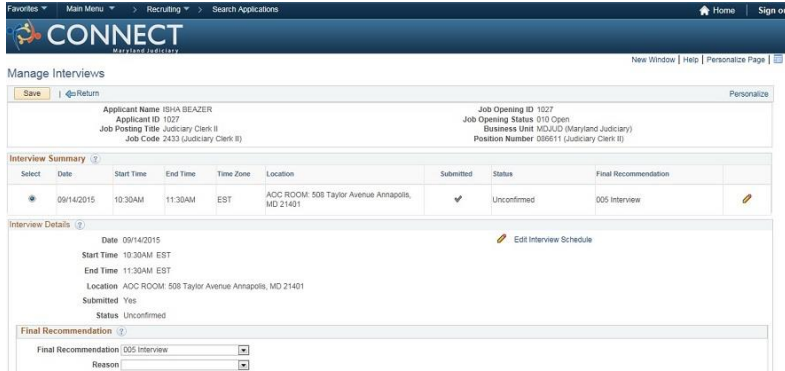 Favorites Main Menu > Recruiting > Search Applications Home Sign ou
CONNECT
Maryland Judiciary
New Window | Help | Personalize Page |
Manage Interviews
Save | Return Personalize
Applicant Name ISHA BEAZER Job Opening ID 1027
Applicant ID 1027 Job Opening Status 010 Open
Job Posting Title Judiciary Clerk II Business Unit MDJUD (Maryland Judiciary)
Job Code 2433 (Judiciary Clerk II) Position Number 086611 (Judiciary Clerk II)
Interview Summary ?
Select Date Start Time End Time Time Zone Location Submitted Status Final Recommendation
09/14/2015 10:30AM 11:30AM EST AOC ROOM: 508 Taylor Avenue Annapolis, Unconfirmed 005 Interview
MD 21401
Interview Details ?
Date 09/14/2015 Edit Interview Schedule
Start Time 10:30AM EST
End Time 11:30AM EST
Location AOC ROOM: 508 Taylor Avenue Annapolis, MD 21401
Submitted Yes
Status Unconfirmed
Final Recommendation ?
Final Recommendation 005 Interview
Reason